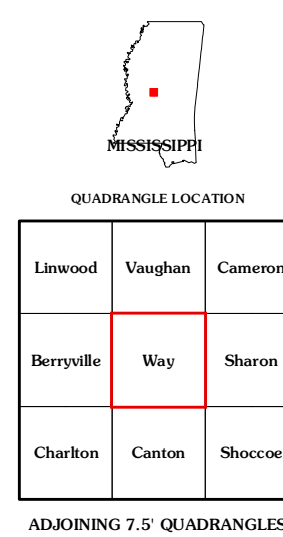 MISSISSIPPI
QUADRANGLE LOCATION
Linwood Vaughan Cameron
Berryville Way Sharon
Charlton Canton Shoccoe
ADJOINING 7.5' QUADRANGLES